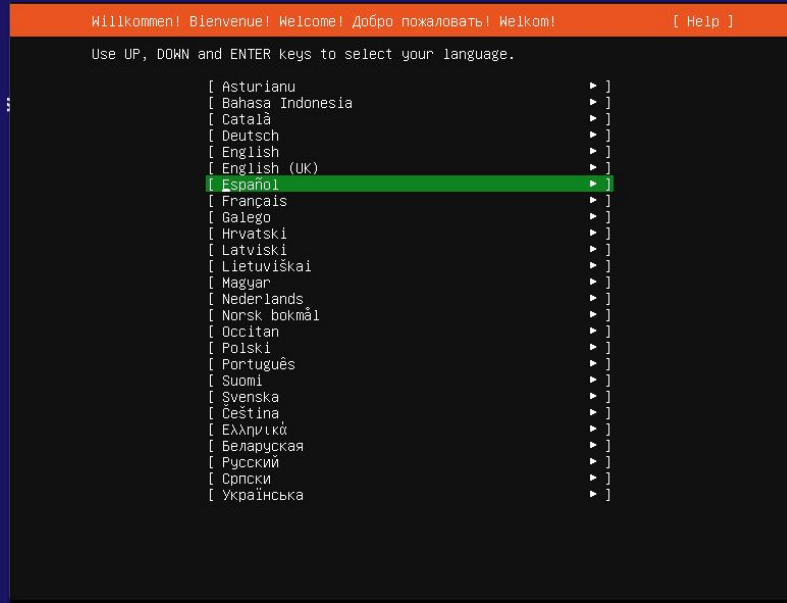 Willkommen! Bienvenue! Welcome! Добро пожаловать! Welkom! [ Help ]
Use UP, DOWN and ENTER keys to select your language.
[ Asturianu ► ]
[ Bahasa Indonesia ► ]
[ Català ► ]
[ Deutsch ► ]
[ English ► ]
[ English (UK) ► ]
[ Español ► ]
[ Français ► ]
[ Galego ► ]
[ Hrvatski ► ]
[ Latviski ► ]
[ Lietuviškai ► ]
[ Magyar ► ]
[ Nederlands ► ]
[ Norsk bokmål ► ]
[ Occitan ► ]
[ Polski ► ]
[ Português ► ]
[ Suomi ► ]
[ Svenska ► ]
[ Čeština ► ]
[ Ελληνικά ► ]
[ Беларуская ► ]
[ Русский ► ]
[ Српски ► ]
[ Українська ► ]